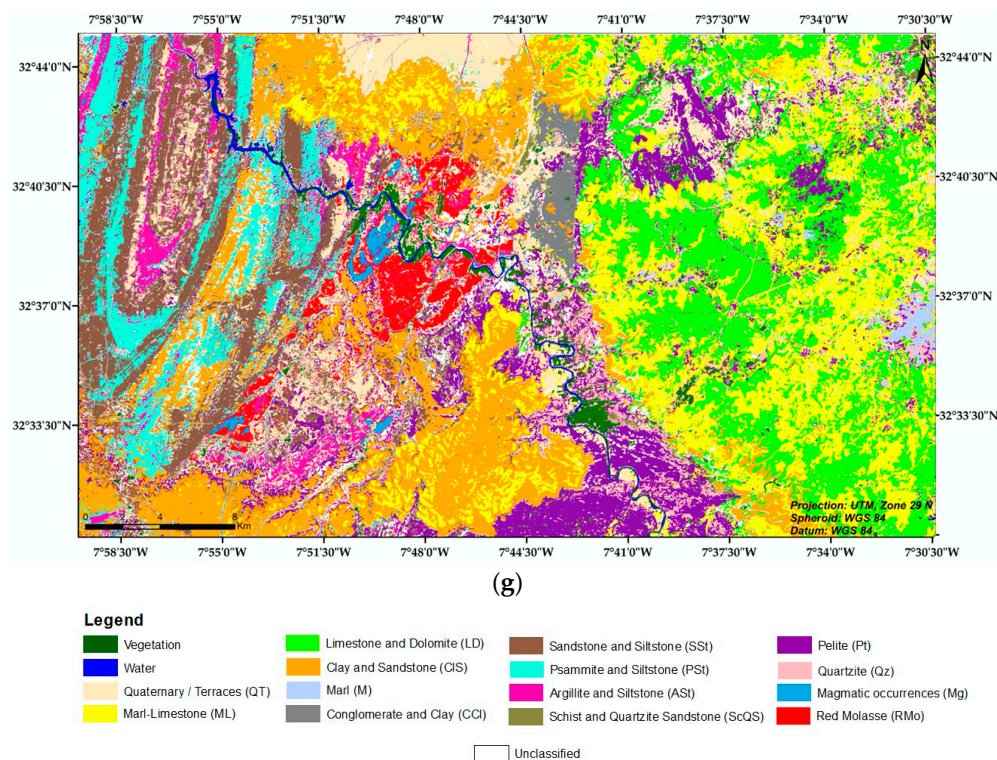 7°58'30"W 7°55'0"W 7°51'30"W 7°48'0"W 7°44'30"W 7°41'0"W 7°37'30"W 7°34'0"W 7°30'30"W
N
32°44'0"N 32°44'0"N
32°40'30"N 32°40'30"N
32°37'0"N 32°37'0"N
32°33'30"N 32°33'30"N
Projection: UTM, Zone 29 N
Spheroid: WGS 84
Datum: WGS 84
0 4 8
Km
7°58'30"W 7°55'0"W 7°51'30"W 7°48'0"W 7°44'30"W 7°41'0"W 7°37'30"W 7°34'0"W 7°30'30"W
(g)
Legend
Vegetation
Water
Quaternary / Terraces (QT)
Marl-Limestone (ML)
Limestone and Dolomite (LD)
Clay and Sandstone (ClS)
Marl (M)
Conglomerate and Clay (CCl)
Sandstone and Siltstone (SSt)
Psammite and Siltstone (PSt)
Argillite and Siltstone (ASt)
Schist and Quartzite Sandstone (ScQS)
Pelite (Pt)
Quartzite (Qz)
Magmatic occurrences (Mg)
Red Molasse (RMo)
Unclassified